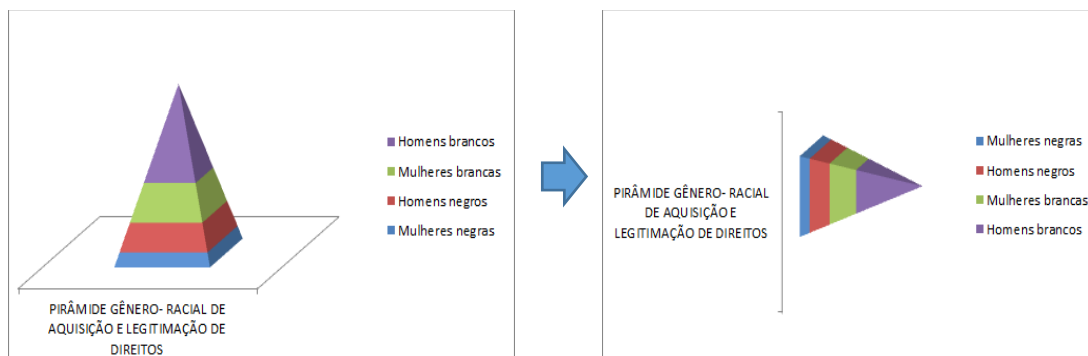 Homens brancos
Mulheres brancas
Homens negros
Mulheres negras
PIRÂMIDE GÊNERO- RACIAL DE
AQUISIÇÃO E LEGITIMAÇÃO DE
DIREITOS
Mulheres negras
Homens negros
Mulheres brancas
Homens brancos
PIRÂMIDE GÊNERO- RACIAL
DE AQUISIÇÃO E
LEGITIMAÇÃO DE DIREITOS